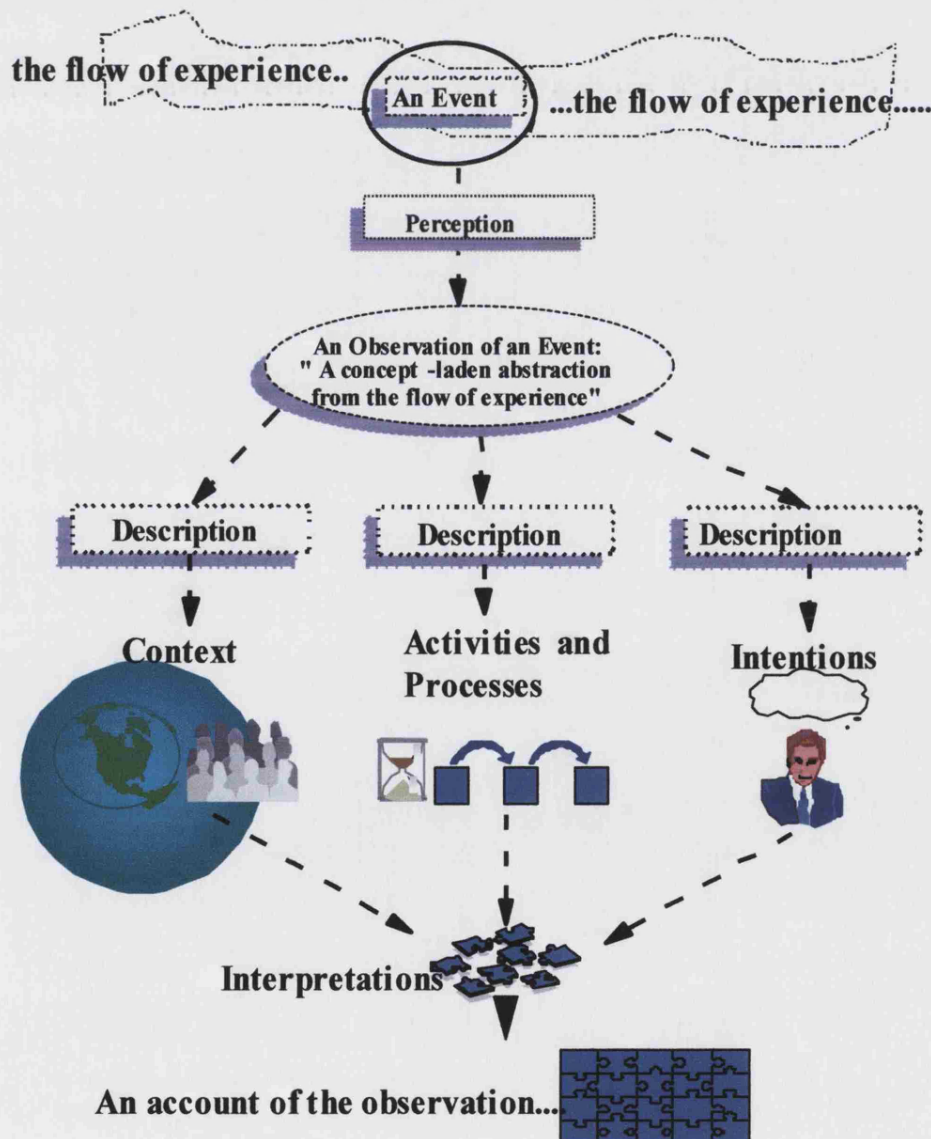 the flow of experience..
An Event
...the flow of experience.....
Perception
An Observation of an Event:
" A concept -laden abstraction
from the flow of experience"
Description
Description
Description
Context
Activities and
Processes
Intentions
Interpretations
An account of the observation....